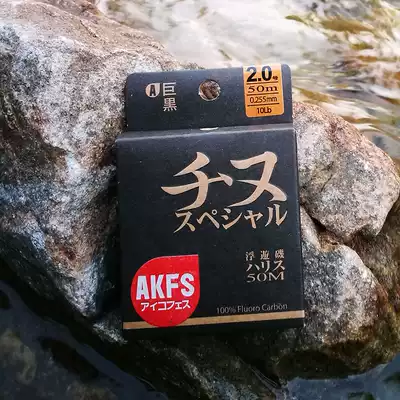 A 巨黒
2.0号
50m
0.255mm
10Lb
チヌ
スペシャル
浮遊磯
ハリス
50M
AKFS
アイコフェス
100% Fluoro Carbon